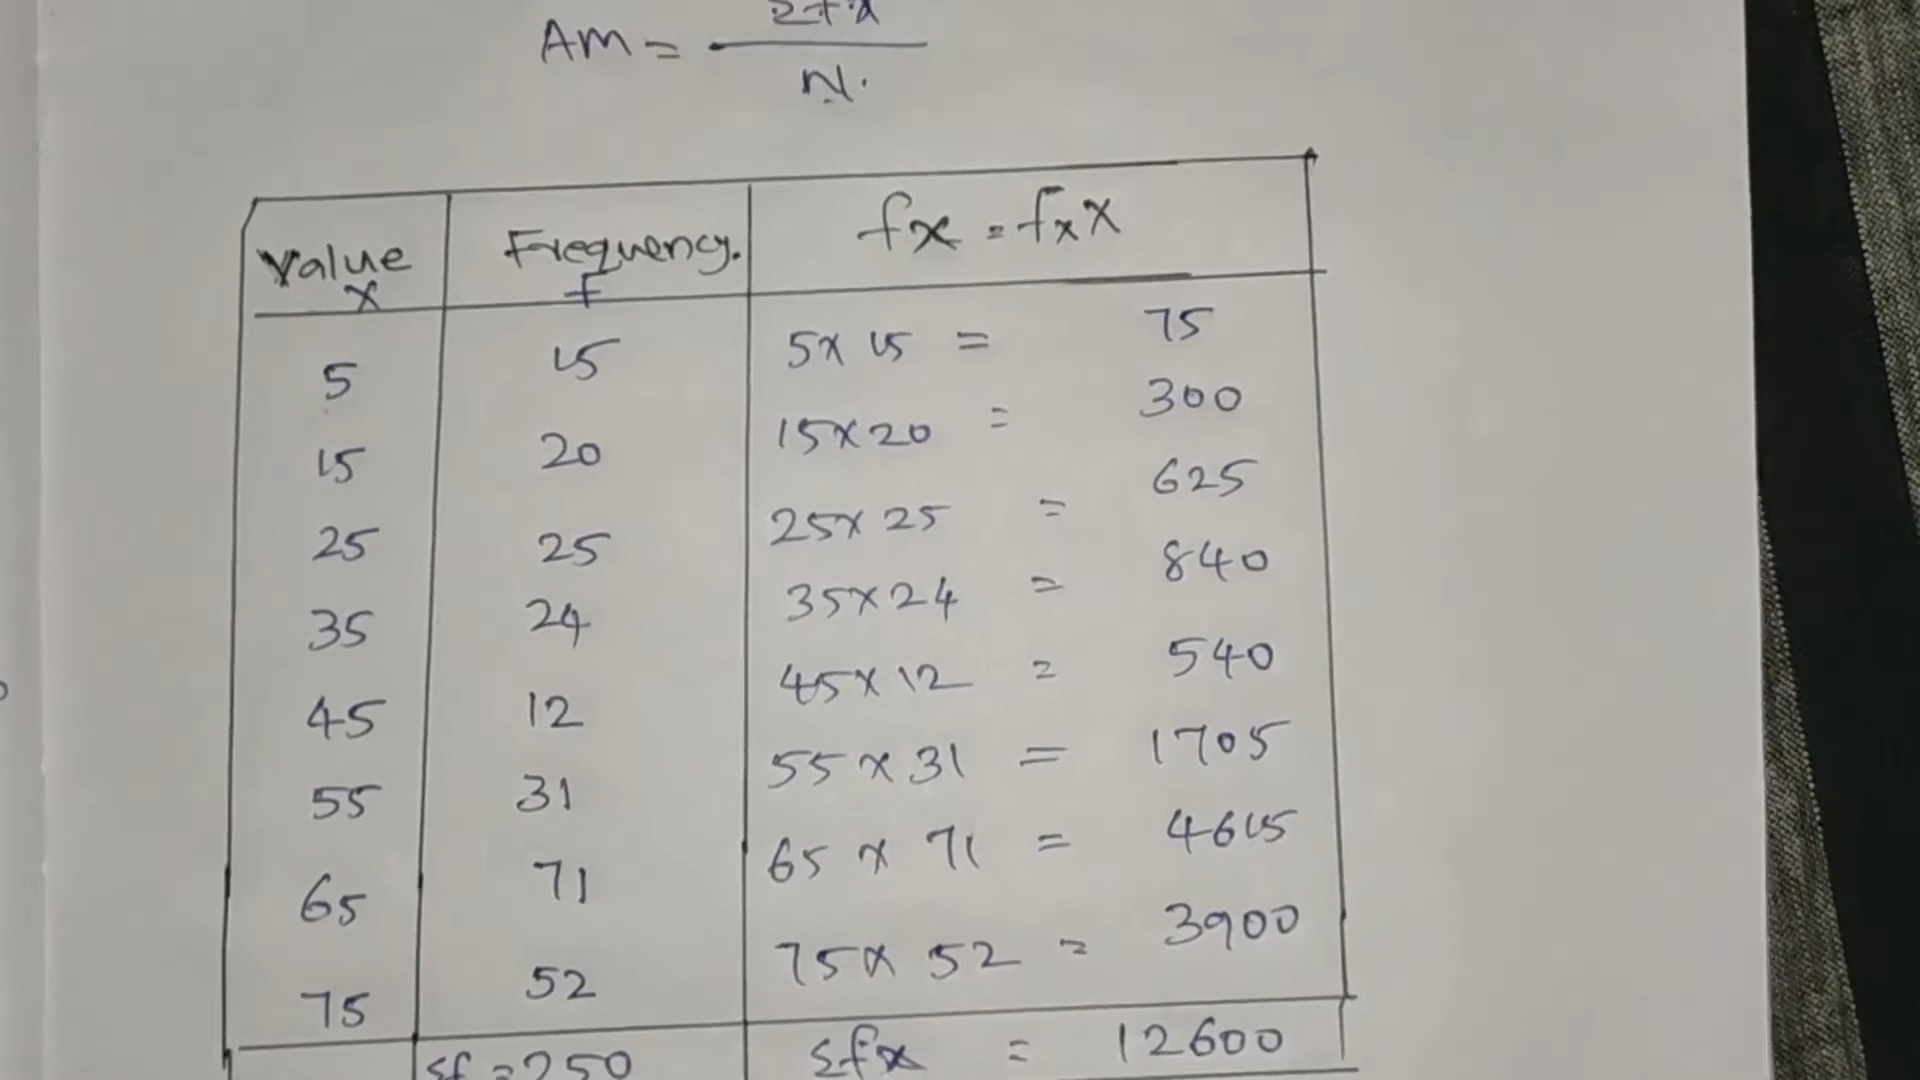 AM = Σfx
N.
Value x Frequency. f fx = f x X
5 15 5 x 15 = 75
15 20 15 x 20 = 300
25 25 25 x 25 = 625
35 24 35 x 24 = 840
45 12 45 x 12 = 540
55 31 55 x 31 = 1705
65 71 65 x 71 = 4615
75 52 75 x 52 = 3900
Σf = 250 Σfx = 12600